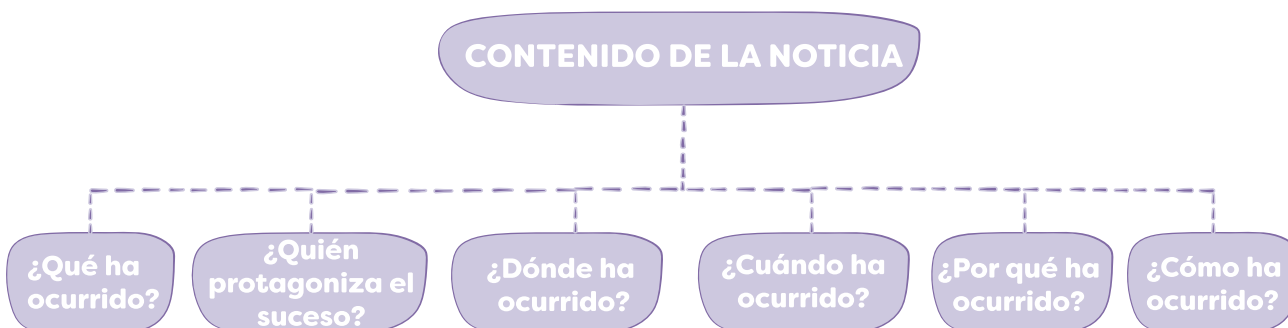 CONTENIDO DE LA NOTICIA
¿Qué ha
ocurrido?
¿Quién
protagoniza el
suceso?
¿Dónde ha
ocurrido?
¿Cuándo ha
ocurrido?
¿Por qué ha
ocurrido?
¿Cómo ha
ocurrido?